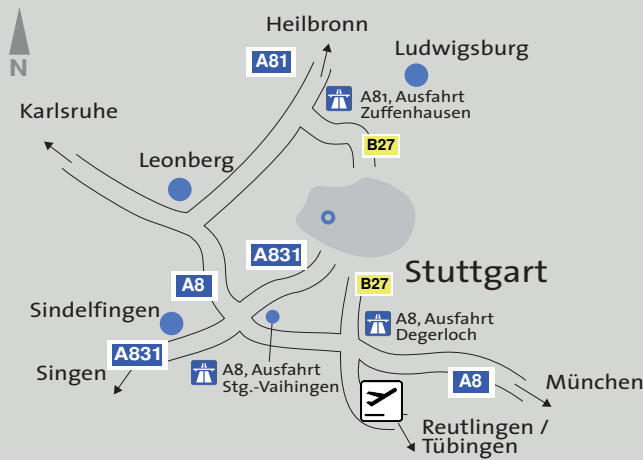 Heilbronn
Ludwigsburg
A81
A81, Ausfahrt
Zuffenhausen
N
Karlsruhe
B27
Leonberg
A831
Stuttgart
A8
B27
Sindelfingen
A8, Ausfahrt
Degerloch
A831
Singen
A8, Ausfahrt
Stg.-Vaihingen
A8
München
Reutlingen /
Tübingen